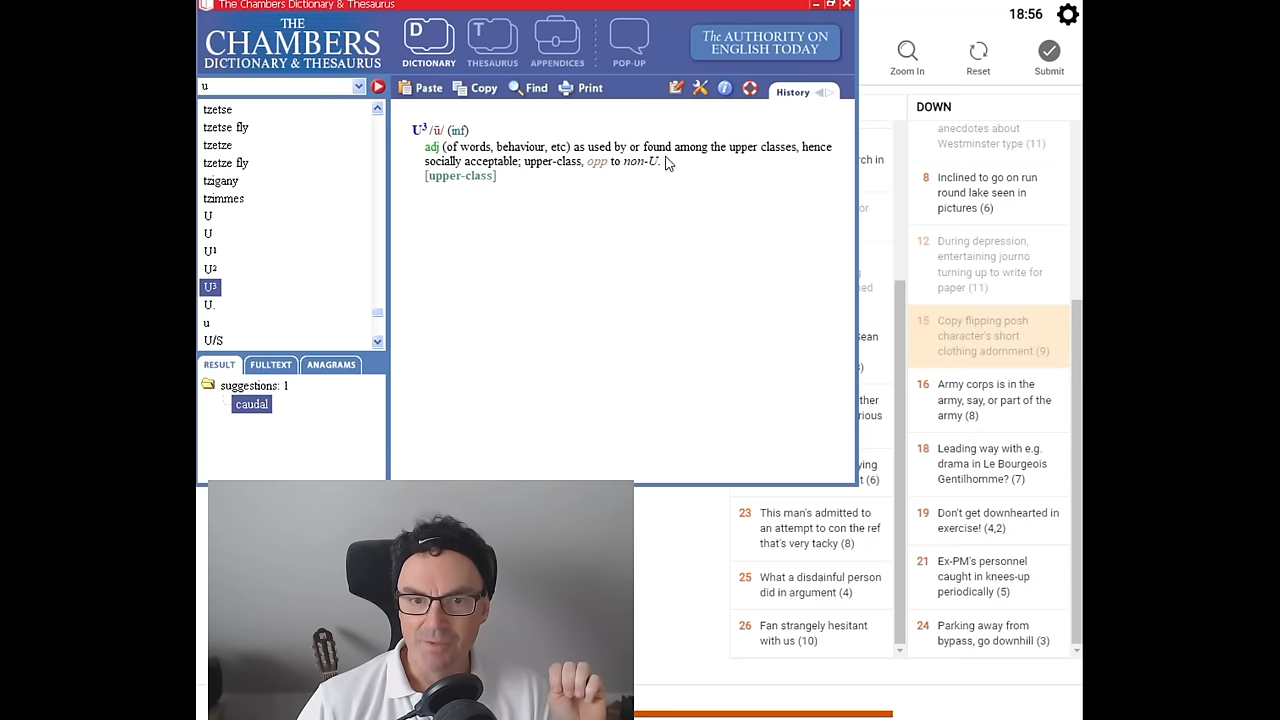 The Chambers Dictionary & Thesaurus
THE
CHAMBERS
DICTIONARY & THESAURUS
D
DICTIONARY
T
THESAURUS
APPENDICES
POP-UP
The AUTHORITY ON
ENGLISH TODAY
u
Paste
Copy
Find
Print
i
History
tzetse
tzetse fly
tzetze
tzetze fly
tzigany
tzimmes
U
U
U1
U2
U3
U.
u
U/S
RESULT
FULLTEXT
ANAGRAMS
suggestions: 1
caudal
U3 /ū/ (inf)
adj (of words, behaviour, etc) as used by or found among the upper classes, hence
socially acceptable; upper-class, opp to non-U.
[upper-class]
18:56
Zoom In
Reset
Submit
rch in
or
ned
Sean
)
ther
rious
ying
t (6)
23 This man's admitted to
an attempt to con the ref
that's very tacky (8)
25 What a disdainful person
did in argument (4)
26 Fan strangely hesitant
with us (10)
DOWN
anecdotes about
Westminster type (11)
8 Inclined to go on run
round lake seen in
pictures (6)
12 During depression,
entertaining journo
turning up to write for
paper (11)
15 Copy flipping posh
character's short
clothing adornment (9)
16 Army corps is in the
army, say, or part of the
army (8)
18 Leading way with e.g.
drama in Le Bourgeois
Gentilhomme? (7)
19 Don't get downhearted in
exercise! (4,2)
21 Ex-PM's personnel
caught in knees-up
periodically (5)
24 Parking away from
bypass, go downhill (3)